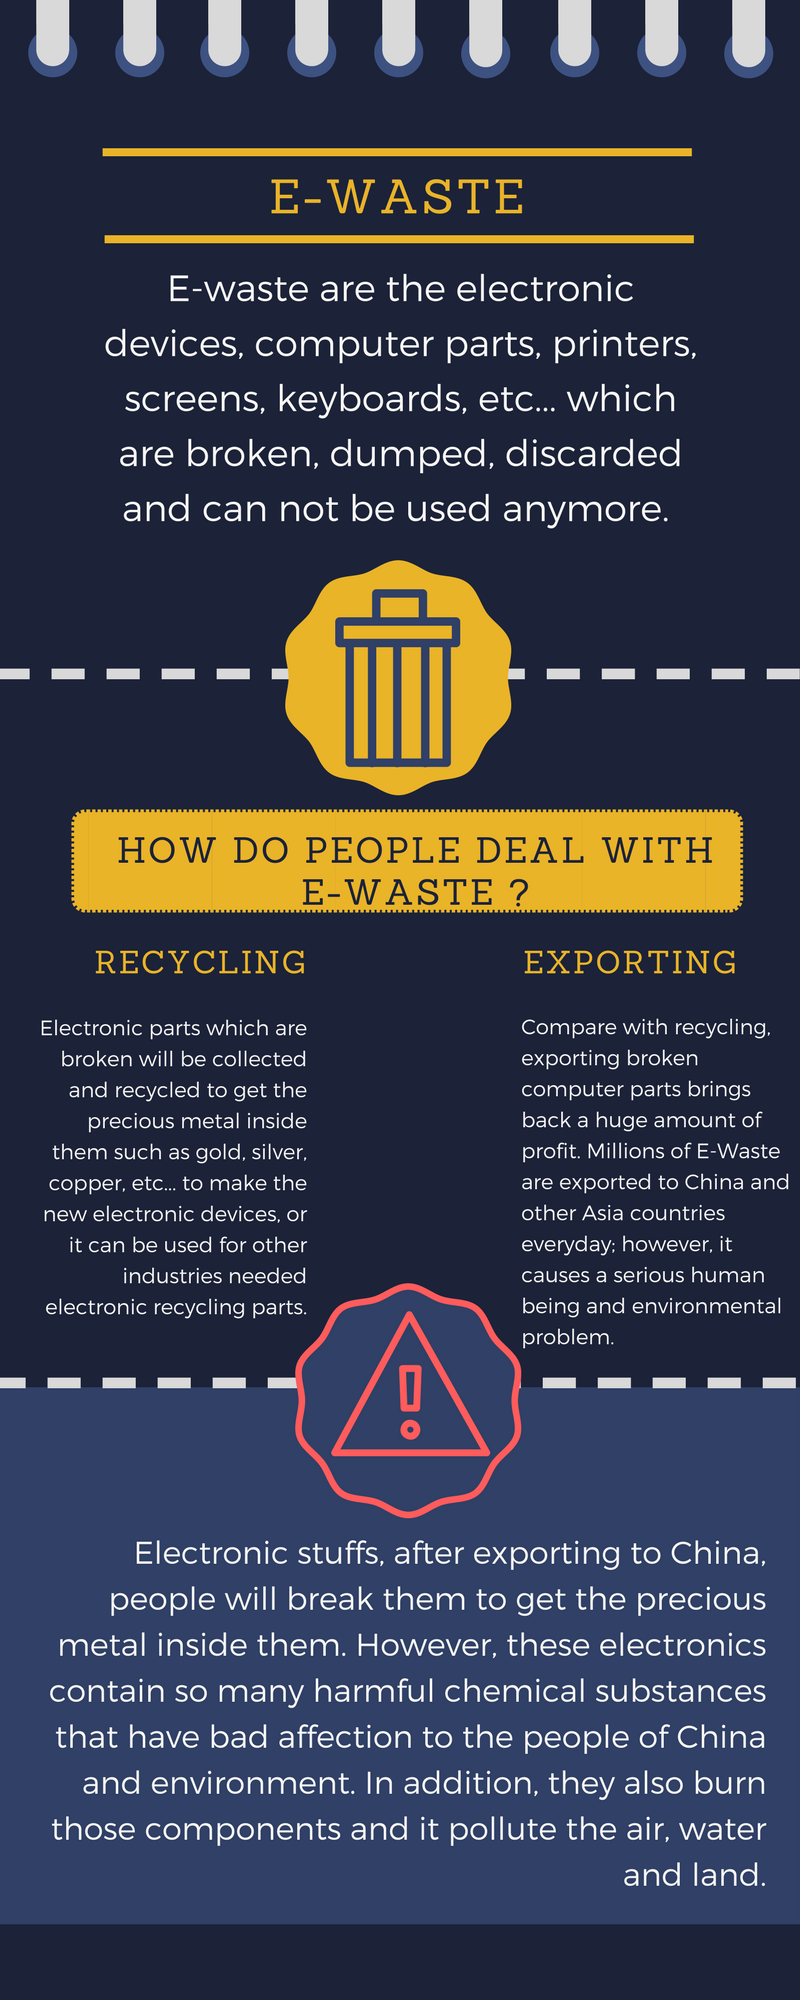 E-WASTE
E-waste are the electronic
devices, computer parts, printers,
screens, keyboards, etc... which
are broken, dumped, discarded
and can not be used anymore.
HOW DO PEOPLE DEAL WITH
E-WASTE ?
RECYCLING
Electronic parts which are
broken will be collected
and recycled to get the
precious metal inside
them such as gold, silver,
copper, etc... to make the
new electronic devices, or
it can be used for other
industries needed
electronic recycling parts.
EXPORTING
Compare with recycling,
exporting broken
computer parts brings
back a huge amount of
profit. Millions of E-Waste
are exported to China and
other Asia countries
everyday; however, it
causes a serious human
being and environmental
problem.
Electronic stuffs, after exporting to China,
people will break them to get the precious
metal inside them. However, these electronics
contain so many harmful chemical substances
that have bad affection to the people of China
and environment. In addition, they also burn
those components and it pollute the air, water
and land.